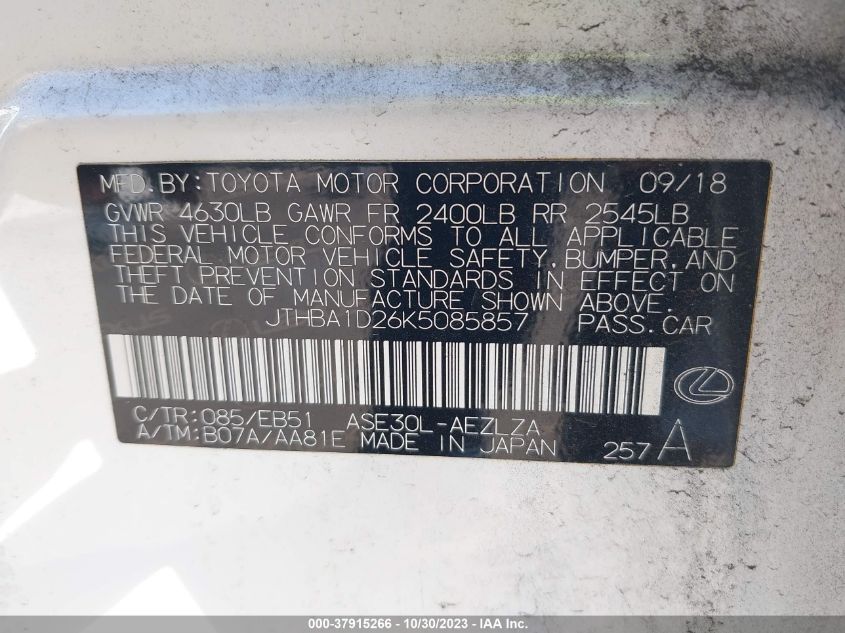 MFD.BY:TOYOTA MOTOR CORPORATION 09/18
GVWR 4630LB GAWR FR 2400LB RR 2545LB
THIS VEHICLE CONFORMS TO ALL APPLICABLE
FEDERAL MOTOR VEHICLE SAFETY,BUMPER,AND
THEFT PREVENTION STANDARDS IN EFFECT ON
THE DATE OF MANUFACTURE SHOWN ABOVE.
JTHBA1D26K5085857 PASS.CAR
C/TR:085/EB51 ASE30L-AEZLZA
A/TM:B07A/AA81E MADE IN JAPAN 257A
000-37915266 - 10/30/2023 - IAA Inc.